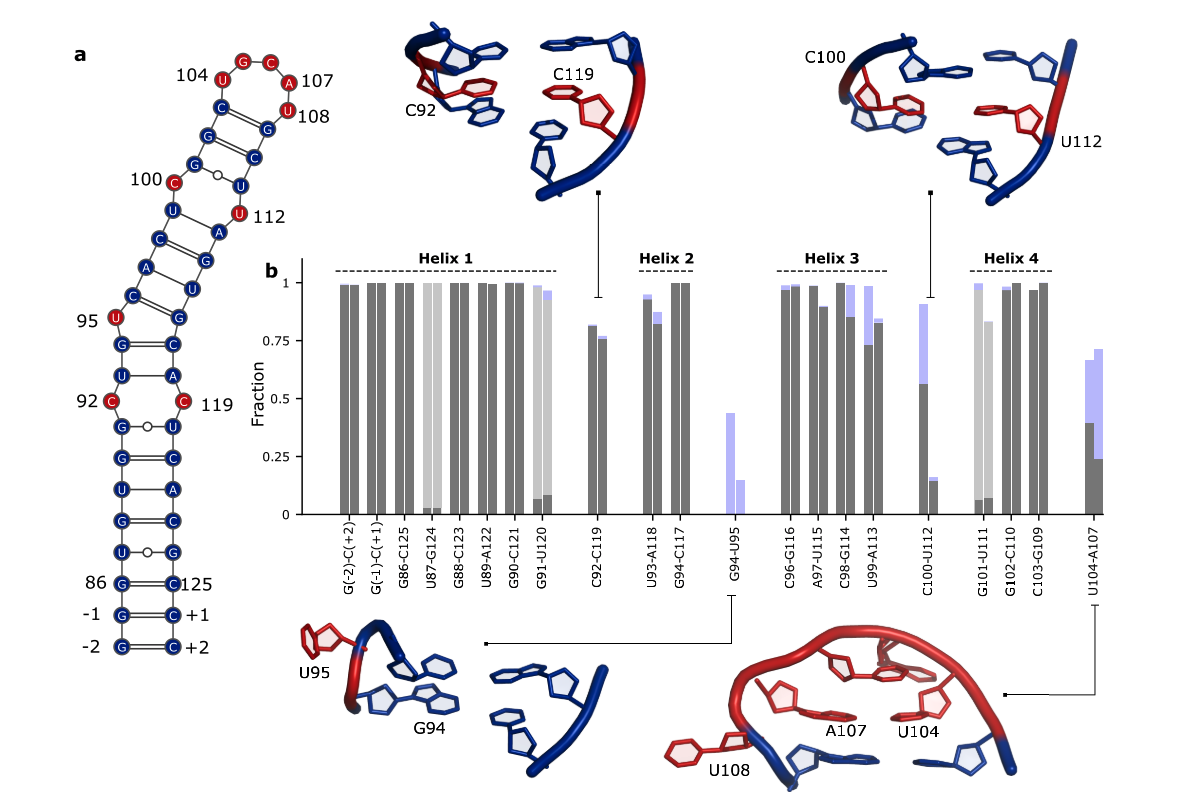 a
G C
104 U A 107
U 108
C G
G C
G U
100 C U 112
U A
C G
A U
C G
95 U
G C
U A
92 C C 119
G U
G C
U A
G C
U G
86 G C 125
-1 G C +1
-2 G C +2
C119
C92
C100
U112
b
Helix 1
Helix 2
Helix 3
Helix 4
Fraction
1
0.75
0.5
0.25
0
G(-2)-C(+2)
G(-1)-C(+1)
G86-C125
U87-G124
G88-C123
U89-A122
G90-C121
G91-U120
C92-C119
U93-A118
G94-C117
G94-U95
C96-G116
A97-U115
C98-G114
U99-A113
C100-U112
G101-U111
G102-C110
C103-G109
U104-A107
U95
G94
A107
U104
U108